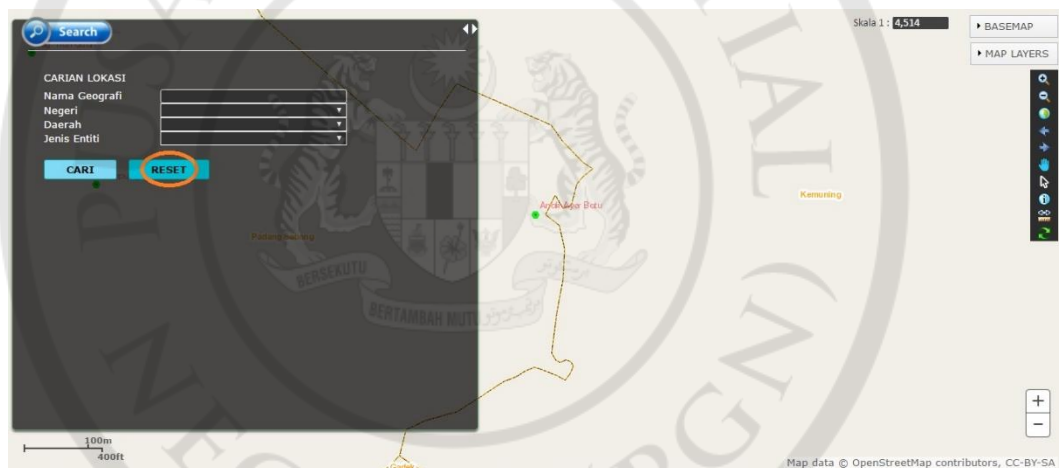 Search
Skala 1 : 4,514
BASEMAP
MAP LAYERS
CARIAN LOKASI
Nama Geografi
Negeri
Daerah
Jenis Entiti
CARI
RESET
Kemuning
BERSEKUTU
BERTAMBAH MUTU
100m
400ft
+
−
Map data © OpenStreetMap contributors, CC-BY-SA